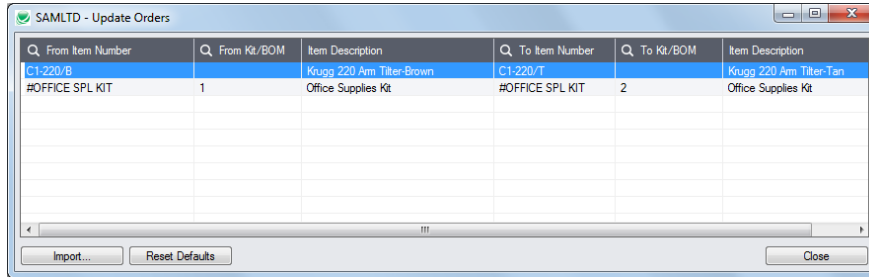 SAMLTD - Update Orders
From Item Number From Kit/BOM Item Description To Item Number To Kit/BOM Item Description
C1-220/B Krugg 220 Arm Tilter-Brown C1-220/T Krugg 220 Arm Tilter-Tan
#OFFICE SPL KIT 1 Office Supplies Kit #OFFICE SPL KIT 2 Office Supplies Kit
Import... Reset Defaults Close